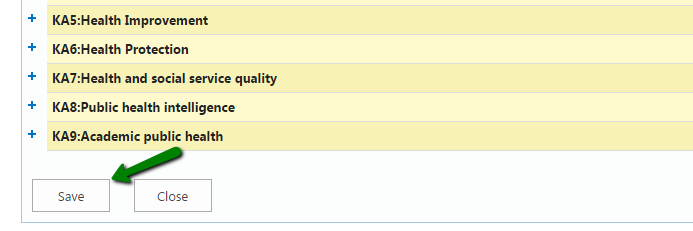 KA5:Health Improvement
KA6:Health Protection
KA7:Health and social service quality
KA8:Public health intelligence
KA9:Academic public health
Save Close